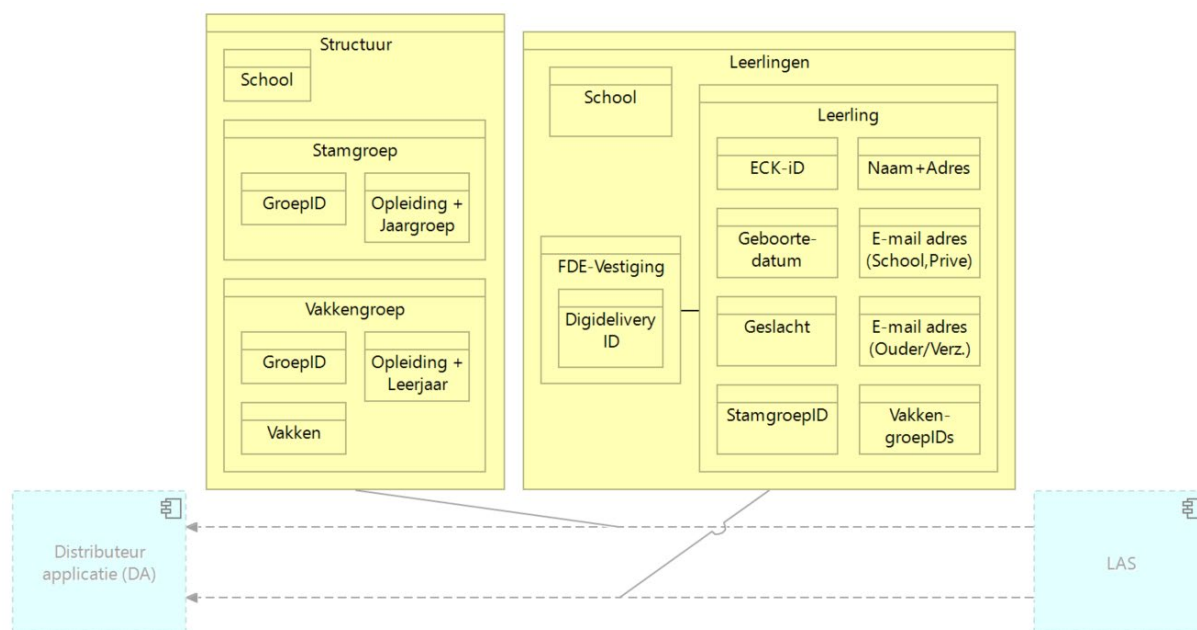 Structuur
School
Stamgroep
GroepID
Opleiding +
Jaargroep
Vakkengroep
GroepID
Opleiding +
Leerjaar
Vakken
Leerlingen
School
FDE-Vestiging
Digidelivery
ID
Leerling
ECK-iD
Naam+Adres
Geboorte-
datum
E-mail adres
(School,Prive)
Geslacht
E-mail adres
(Ouder/Verz.)
StamgroepID
Vakken-
groepIDs
Distributeur
applicatie (DA)
LAS